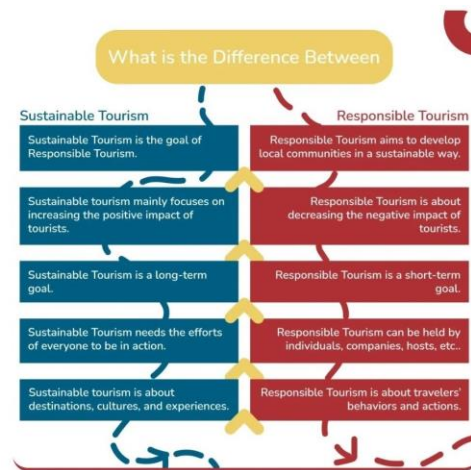 What is the Difference Between
Sustainable Tourism
Responsible Tourism
Sustainable Tourism is the goal of
Responsible Tourism.
Responsible Tourism aims to develop
local communities in a sustainable way.
Sustainable tourism mainly focuses on
increasing the positive impact of
tourists.
Responsible Tourism is about
decreasing the negative impact of
tourists.
Sustainable Tourism is a long-term
goal.
Responsible Tourism is a short-term
goal.
Sustainable Tourism needs the efforts
of everyone to be in action.
Responsible Tourism can be held by
individuals, companies, hosts, etc..
Sustainable tourism is about
destinations, cultures, and experiences.
Responsible Tourism is about travelers'
behaviors and actions.